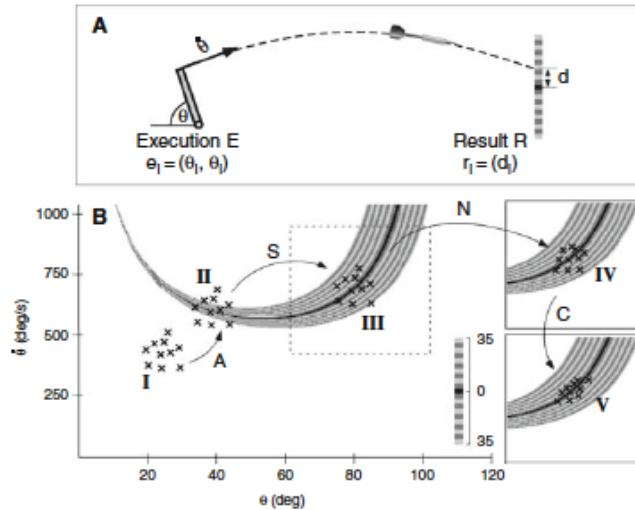 A
θ̇
θ
d
Execution E
e_l = (θ_l, θ_l)
Result R
r_l = (d_l)
B
1000
750
500
250
θ̇ (deg/s)
I
II
III
A
S
N
35
0
35
20
40
60
80
100
120
θ (deg)
IV
C
V